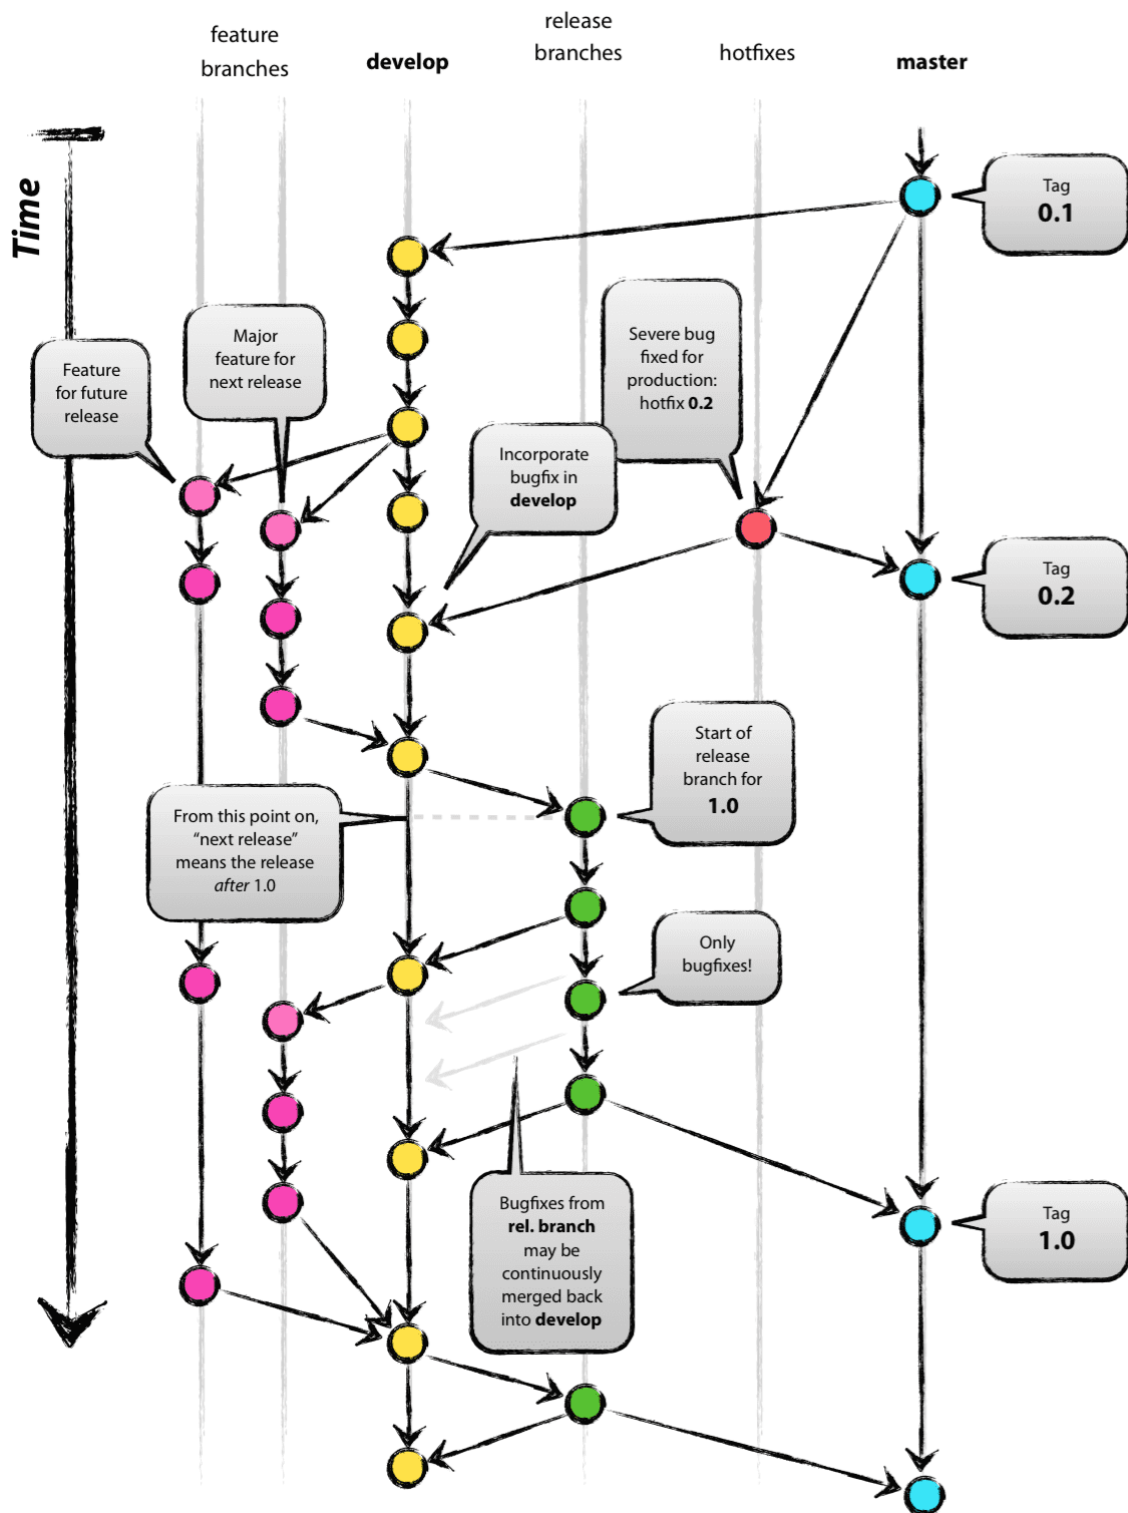 feature
branches
develop
release
branches
hotfixes
master
Time
Tag
0.1
Major
feature for
next release
Severe bug
fixed for
production:
hotfix 0.2
Feature
for future
release
Incorporate
bugfix in
develop
Tag
0.2
Start of
release
branch for
1.0
From this point on,
“next release”
means the release
after 1.0
Only
bugfixes!
Bugfixes from
rel. branch
may be
continuously
merged back
into develop
Tag
1.0